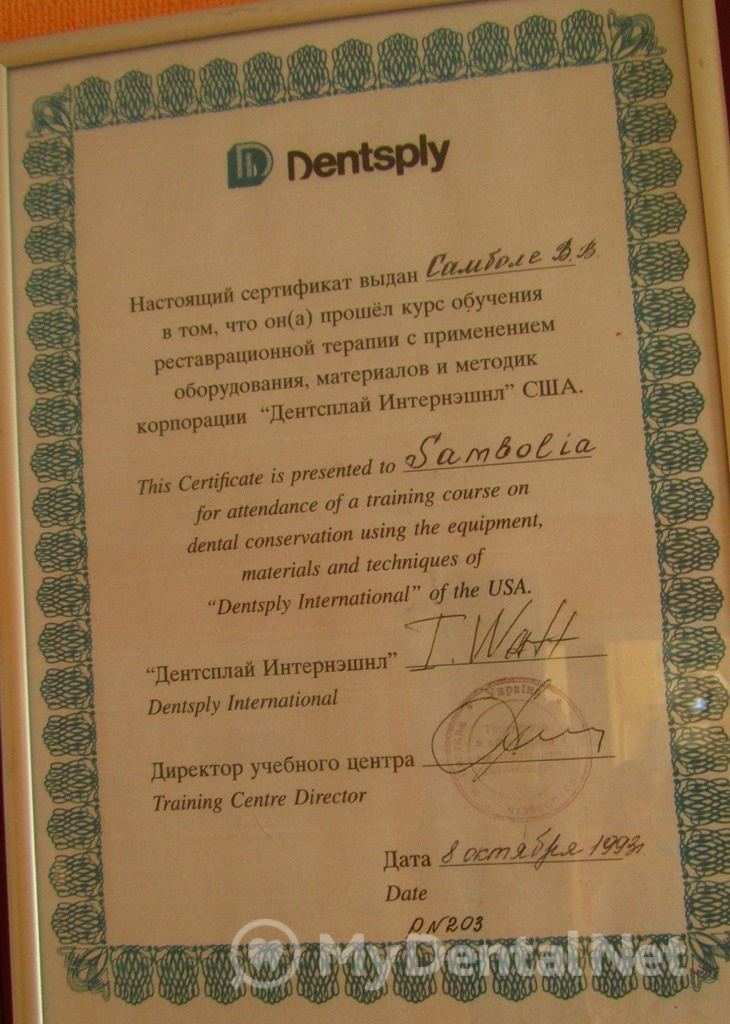 Dentsply
Настоящий сертификат выдан Самболе В.В.
в том, что он(а) прошёл курс обучения
реставрационной терапии с применением
оборудования, материалов и методик
корпорации “Дентсплай Интернэшнл” США.
This Certificate is presented to Sambolia
for attendance of a training course on
dental conservation using the equipment,
materials and techniques of
“Dentsply International” of the USA.
“Дентсплай Интернэшнл” I. Watt
Dentsply International
Україна
Директор учебного центра
Training Centre Director
Дата 8 октября 1993г
Date
PN203
MyDentalNet